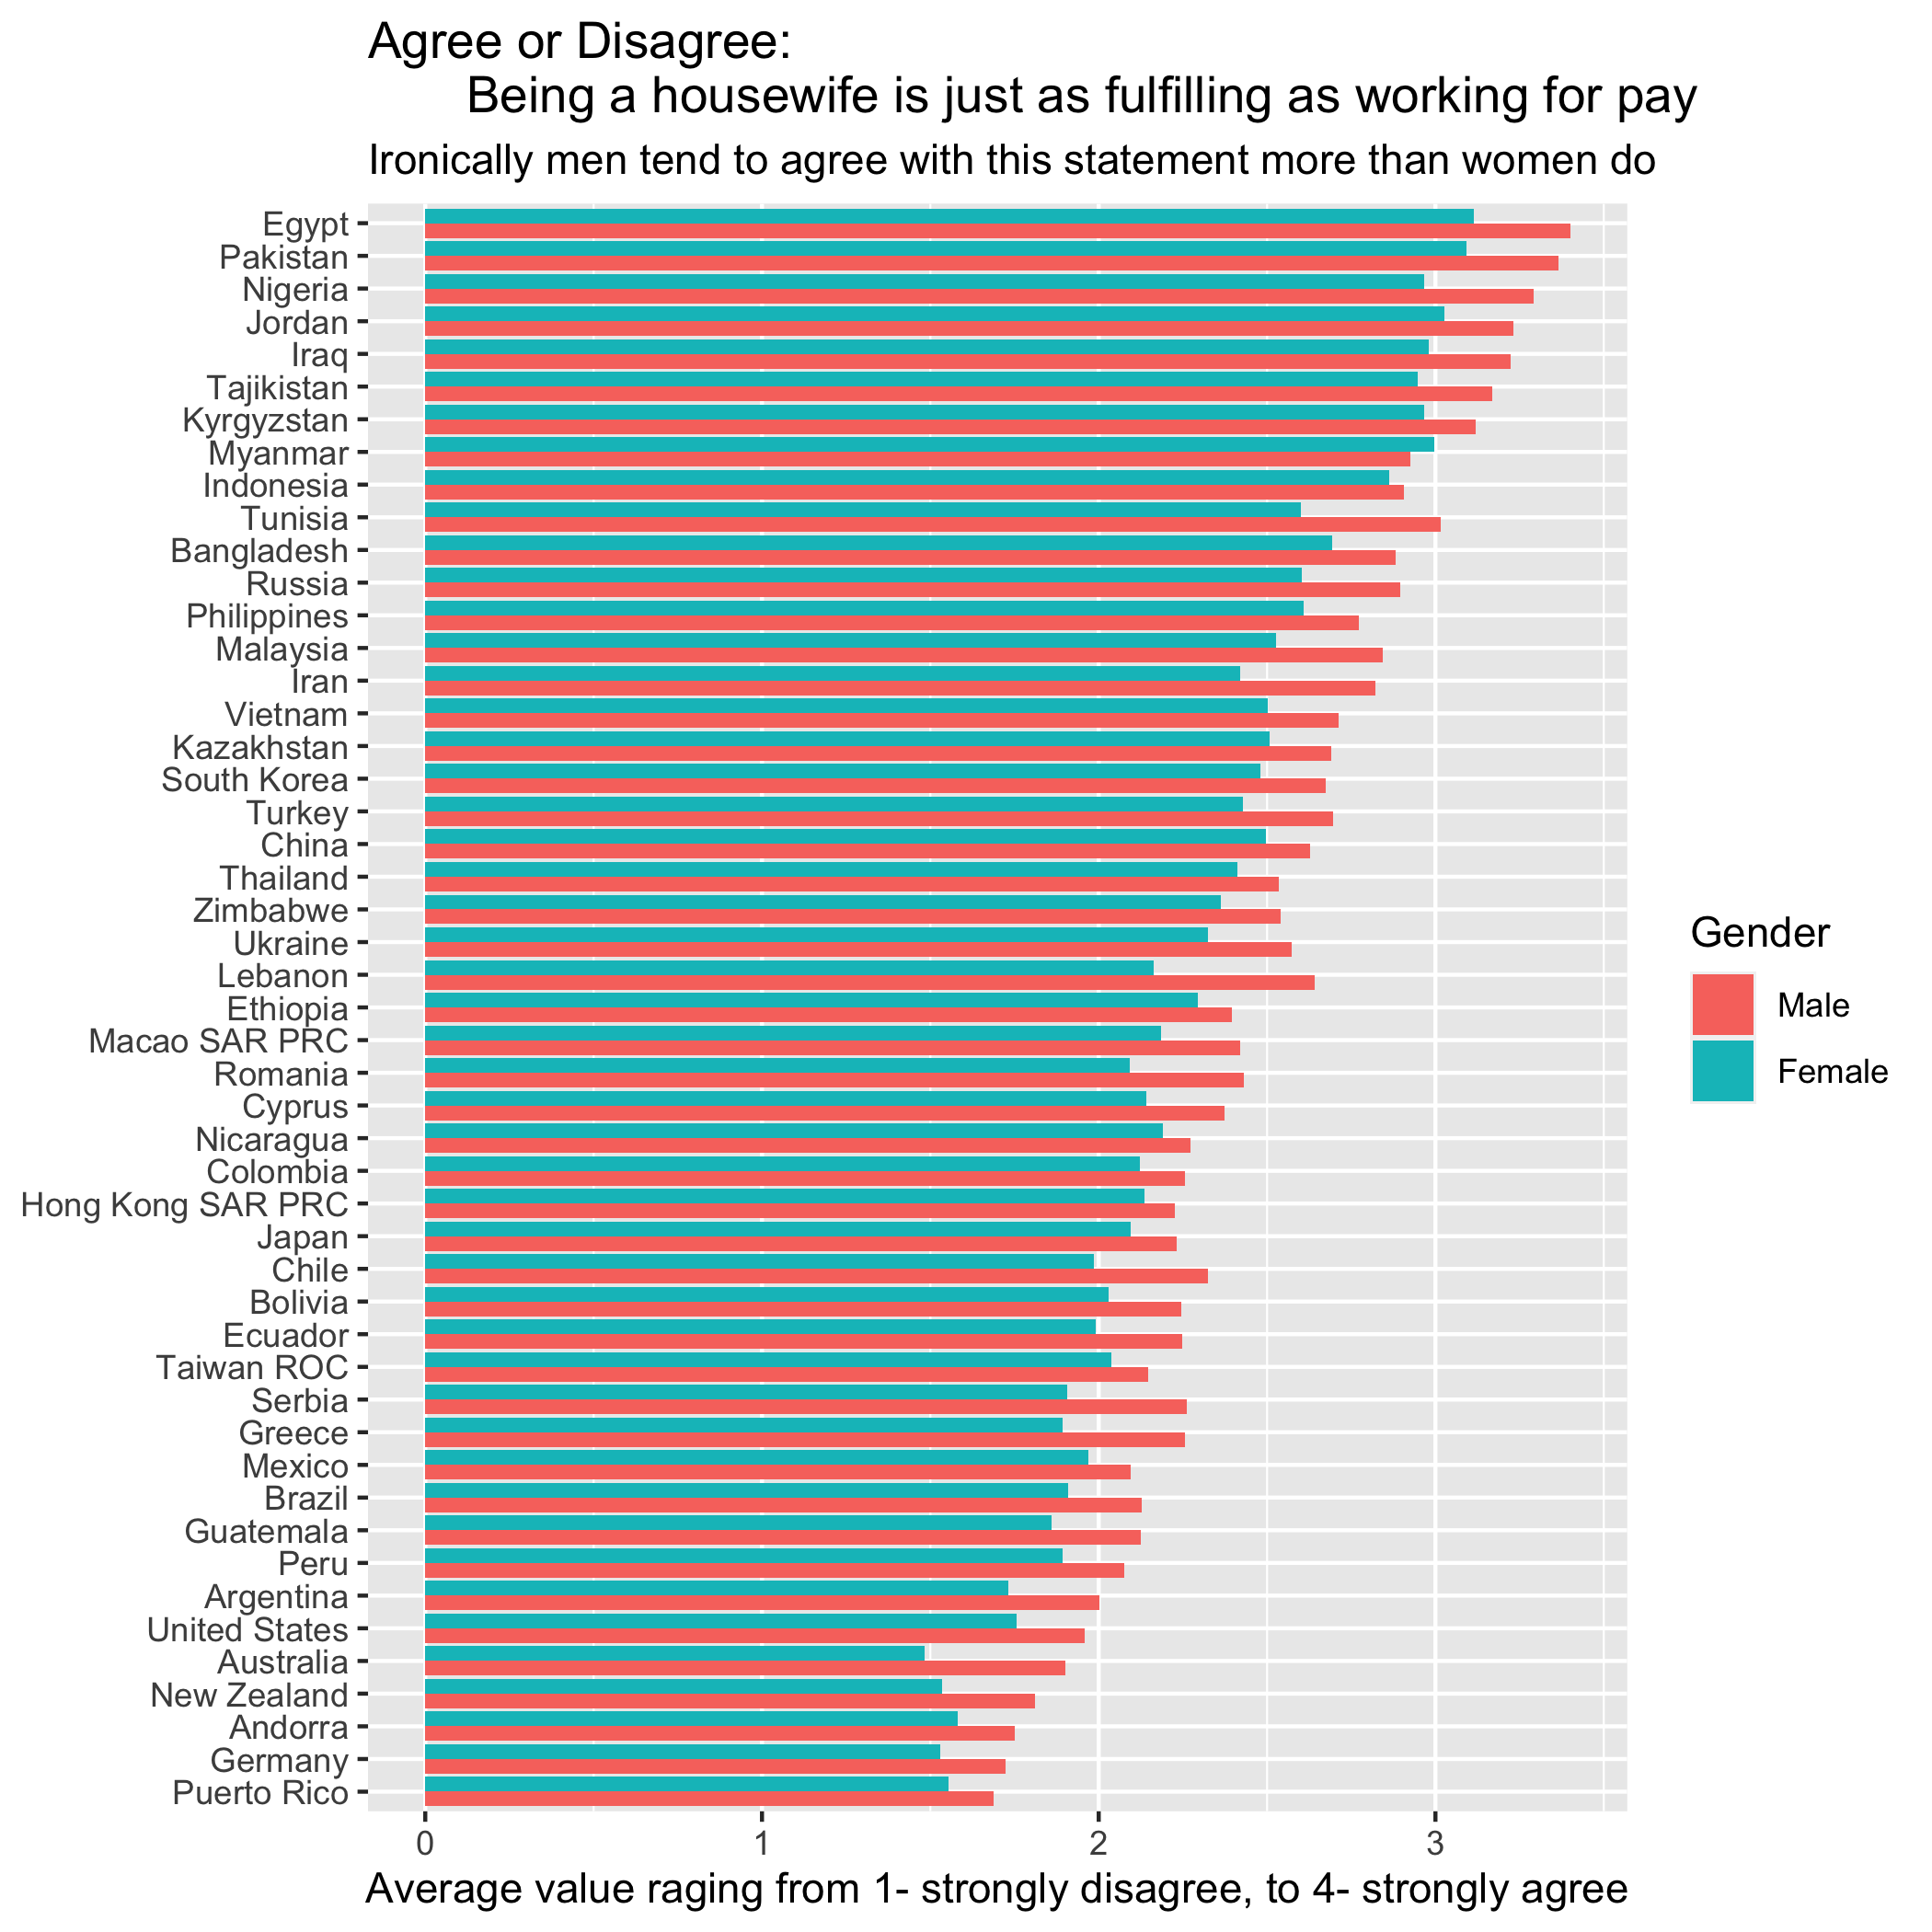 Agree or Disagree:
Being a housewife is just as fulfilling as working for pay
Ironically men tend to agree with this statement more than women do
Egypt
Pakistan
Nigeria
Jordan
Iraq
Tajikistan
Kyrgyzstan
Myanmar
Indonesia
Tunisia
Bangladesh
Russia
Philippines
Malaysia
Iran
Vietnam
Kazakhstan
South Korea
Turkey
China
Thailand
Zimbabwe
Ukraine
Lebanon
Ethiopia
Macao SAR PRC
Romania
Cyprus
Nicaragua
Colombia
Hong Kong SAR PRC
Japan
Chile
Bolivia
Ecuador
Taiwan ROC
Serbia
Greece
Mexico
Brazil
Guatemala
Peru
Argentina
United States
Australia
New Zealand
Andorra
Germany
Puerto Rico
0 1 2 3
Average value raging from 1- strongly disagree, to 4- strongly agree
Gender
Male
Female